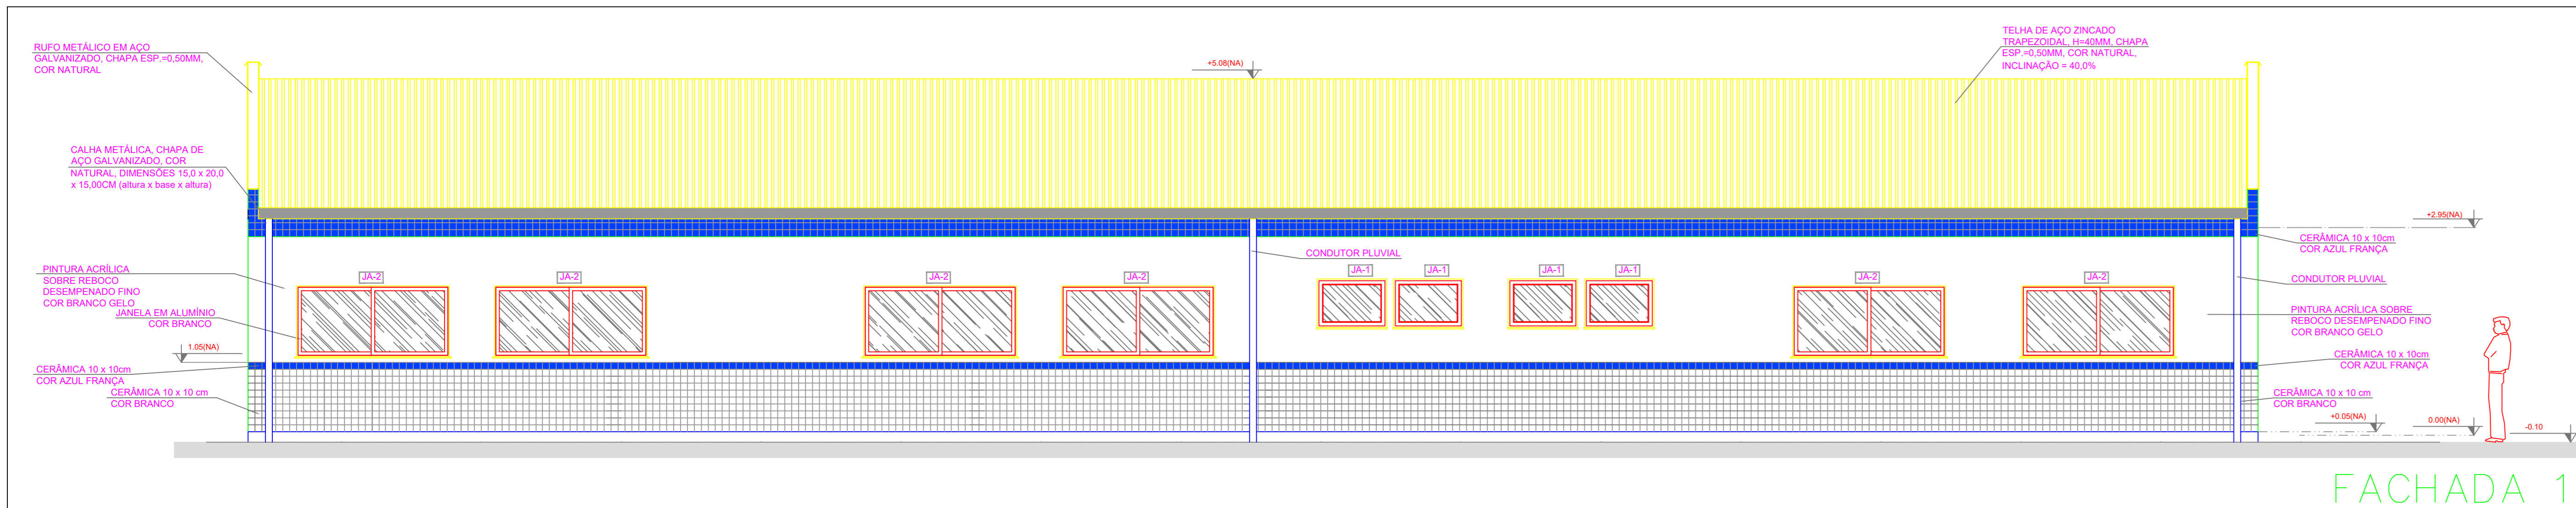 RUFO METÁLICO EM AÇO
GALVANIZADO, CHAPA ESP.=0,50MM,
COR NATURAL
TELHA DE AÇO ZINCADO
TRAPEZOIDAL, H=40MM, CHAPA
ESP.=0,50MM, COR NATURAL,
INCLINAÇÃO = 40,0%
+5.08(NA)
CALHA METÁLICA, CHAPA DE
AÇO GALVANIZADO, COR
NATURAL, DIMENSÕES 15,0 x 20,0
x 15,00CM (altura x base x altura)
+2.95(NA)
CERÂMICA 10 x 10cm
COR AZUL FRANÇA
CONDUTOR PLUVIAL
PINTURA ACRÍLICA
SOBRE REBOCO
DESEMPENADO FINO
COR BRANCO GELO
JA-2
JA-2
JA-2
JA-2
JA-1
JA-1
JA-1
JA-1
JA-2
JA-2
CONDUTOR PLUVIAL
JANELA EM ALUMÍNIO
COR BRANCO
PINTURA ACRÍLICA SOBRE
REBOCO DESEMPENADO FINO
COR BRANCO GELO
1.05(NA)
CERÂMICA 10 x 10cm
COR AZUL FRANÇA
CERÂMICA 10 x 10cm
COR AZUL FRANÇA
CERÂMICA 10 x 10 cm
COR BRANCO
CERÂMICA 10 x 10 cm
COR BRANCO
+0.05(NA)
0.00(NA)
-0.10
FACHADA 1